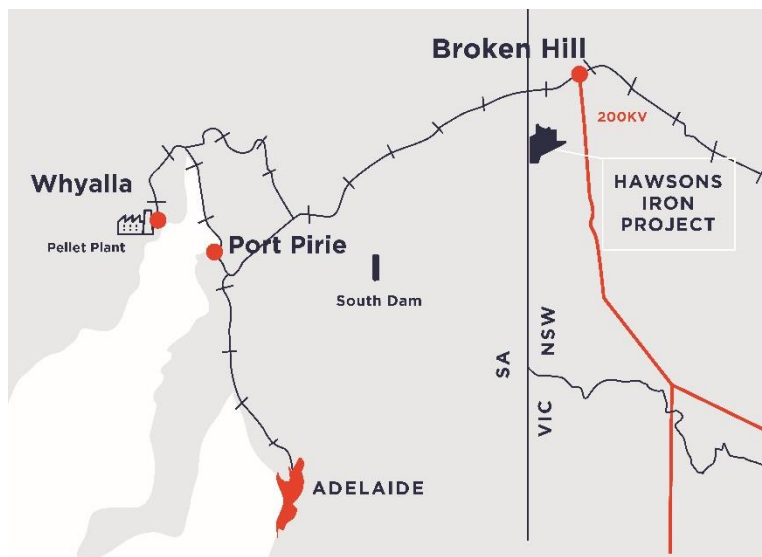 Broken Hill
200KV
Whyalla
HAWSONS
IRON
PROJECT
Pellet Plant
Port Pirie
South Dam
SA
NSW
VIC
ADELAIDE